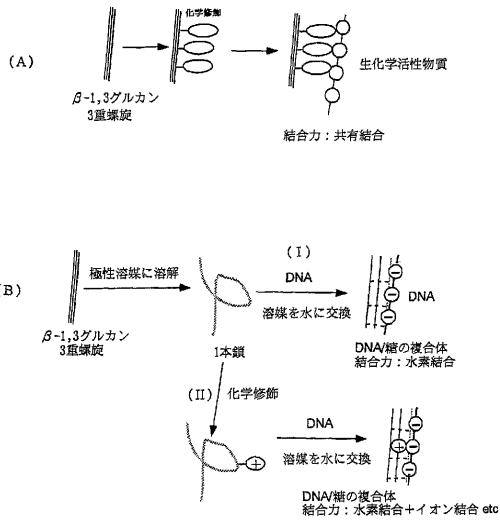 (A)
化学修飾
β-1,3グルカン
3重螺旋
生化学活性物質
結合力：共有結合
(B)
極性溶媒に溶解
β-1,3グルカン
3重螺旋
1本鎖
(I)
DNA
溶媒を水に交換
DNA
DNA/糖の複合体
結合力：水素結合
(II) 化学修飾
DNA
溶媒を水に交換
DNA/糖の複合体
結合力：水素結合＋イオン結合 etc